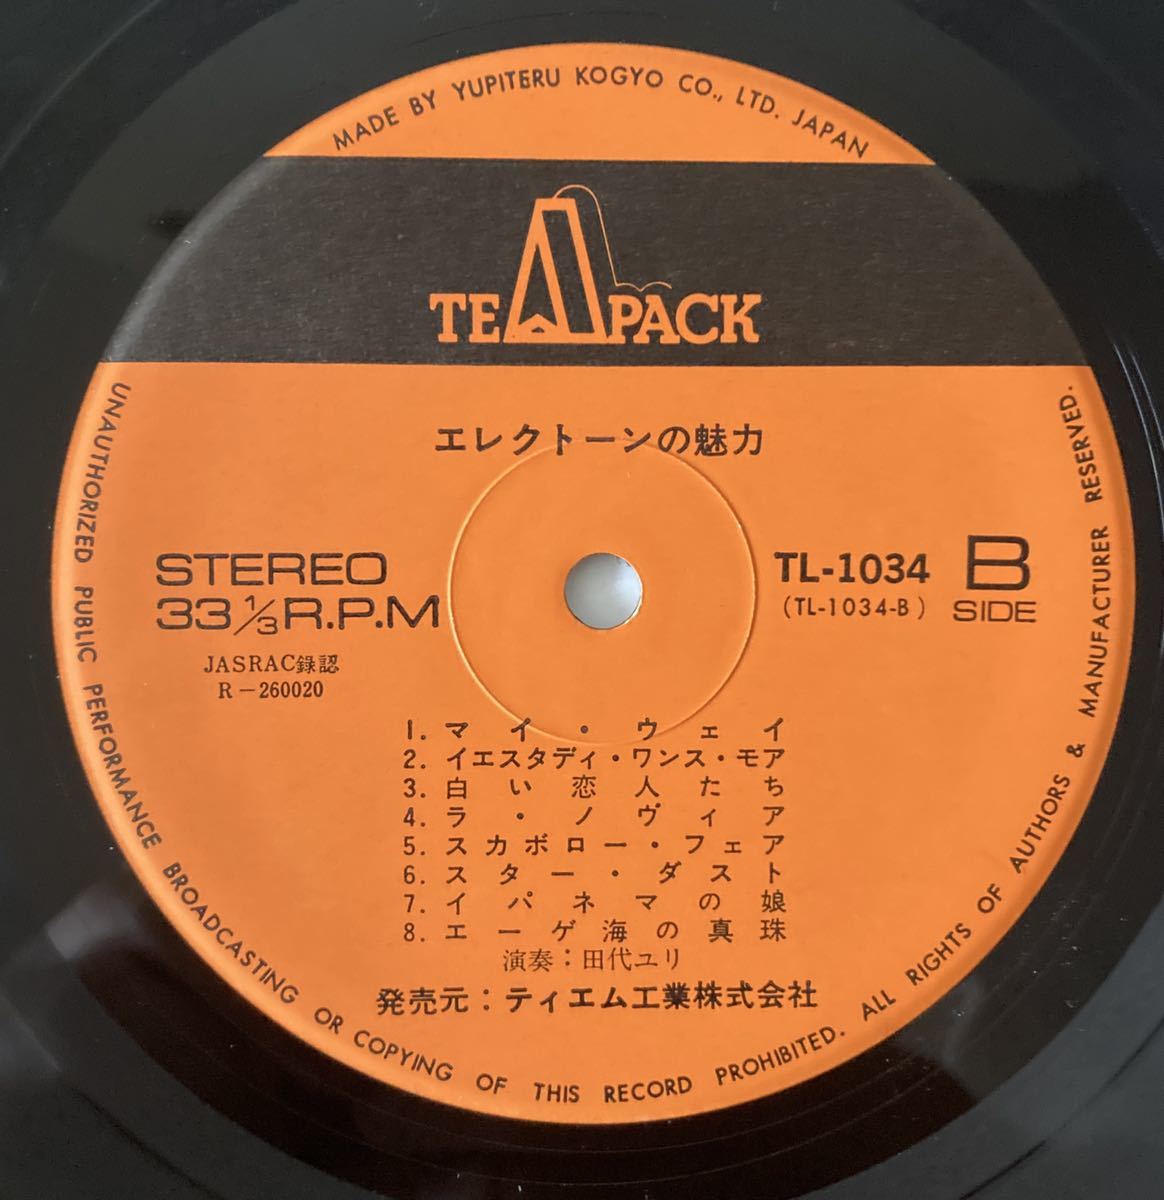 MADE BY YUPITERU KOGYO CO., LTD. JAPAN
TEAPACK
エレクトーンの魅力
STEREO
33 1/3 R.P.M
JASRAC録認
R-260020
TL-1034
(TL-1034-B)
B
SIDE
1. マイ・ウェイ
2. イエスタディ・ワンス・モア
3. 白い恋人たち
4. ラ・ノヴィア
5. スカボロー・フェア
6. スター・ダスト
7. イパネマの娘
8. エーゲ海の真珠
演奏：田代ユリ
発売元：ティエム工業株式会社
UNAUTHORIZED PUBLIC PERFORMANCE BROADCASTING OR COPYING OF THIS RECORD PROHIBITED. ALL RIGHTS OF AUTHORS & MANUFACTURER RESERVED.